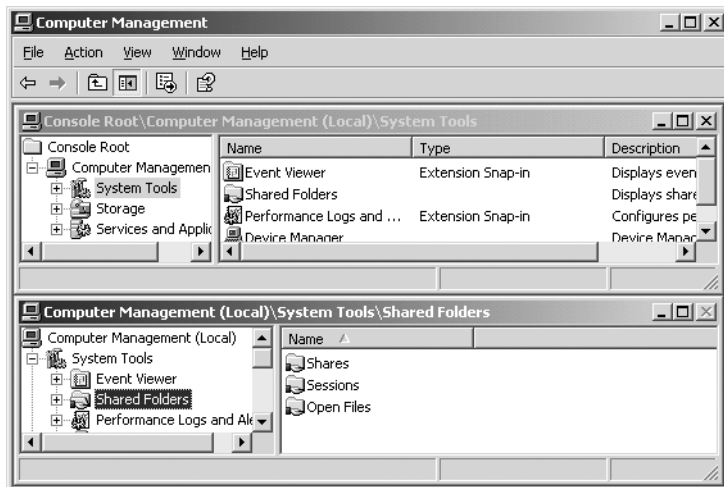 Computer Management
File Action View Window Help
Console Root\Computer Management (Local)\System Tools
Console Root
Computer Managemen
System Tools
Storage
Services and Applic
Name Type Description
Event Viewer Extension Snap-in Displays even
Shared Folders Displays share
Performance Logs and ... Extension Snap-in Configures pe
Device Manager Device Manac
Computer Management (Local)\System Tools\Shared Folders
Computer Management (Local)
System Tools
Event Viewer
Shared Folders
Performance Logs and Ale
Name
Shares
Sessions
Open Files